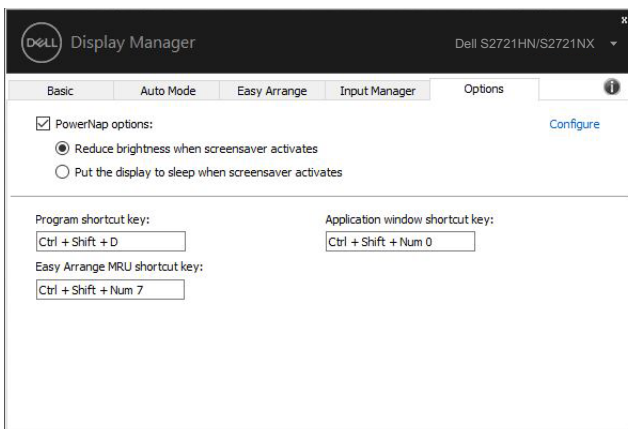 x
DELL Display Manager
Dell S2721HN/S2721NX
Basic Auto Mode Easy Arrange Input Manager Options
PowerNap options:
Configure
Reduce brightness when screensaver activates
Put the display to sleep when screensaver activates
Program shortcut key:
Application window shortcut key:
Ctrl + Shift + D
Ctrl + Shift + Num 0
Easy Arrange MRU shortcut key:
Ctrl + Shift + Num 7